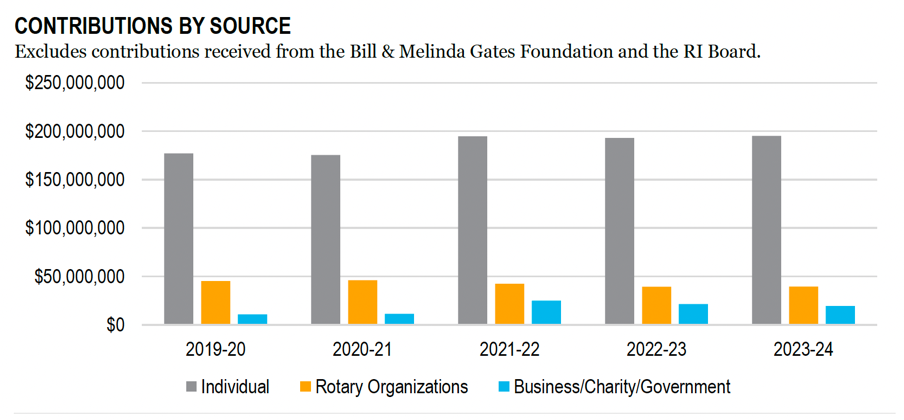 CONTRIBUTIONS BY SOURCE
Excludes contributions received from the Bill & Melinda Gates Foundation and the RI Board.
$250,000,000
$200,000,000
$150,000,000
$100,000,000
$50,000,000
$0
2019-20 2020-21 2021-22 2022-23 2023-24
Individual Rotary Organizations Business/Charity/Government